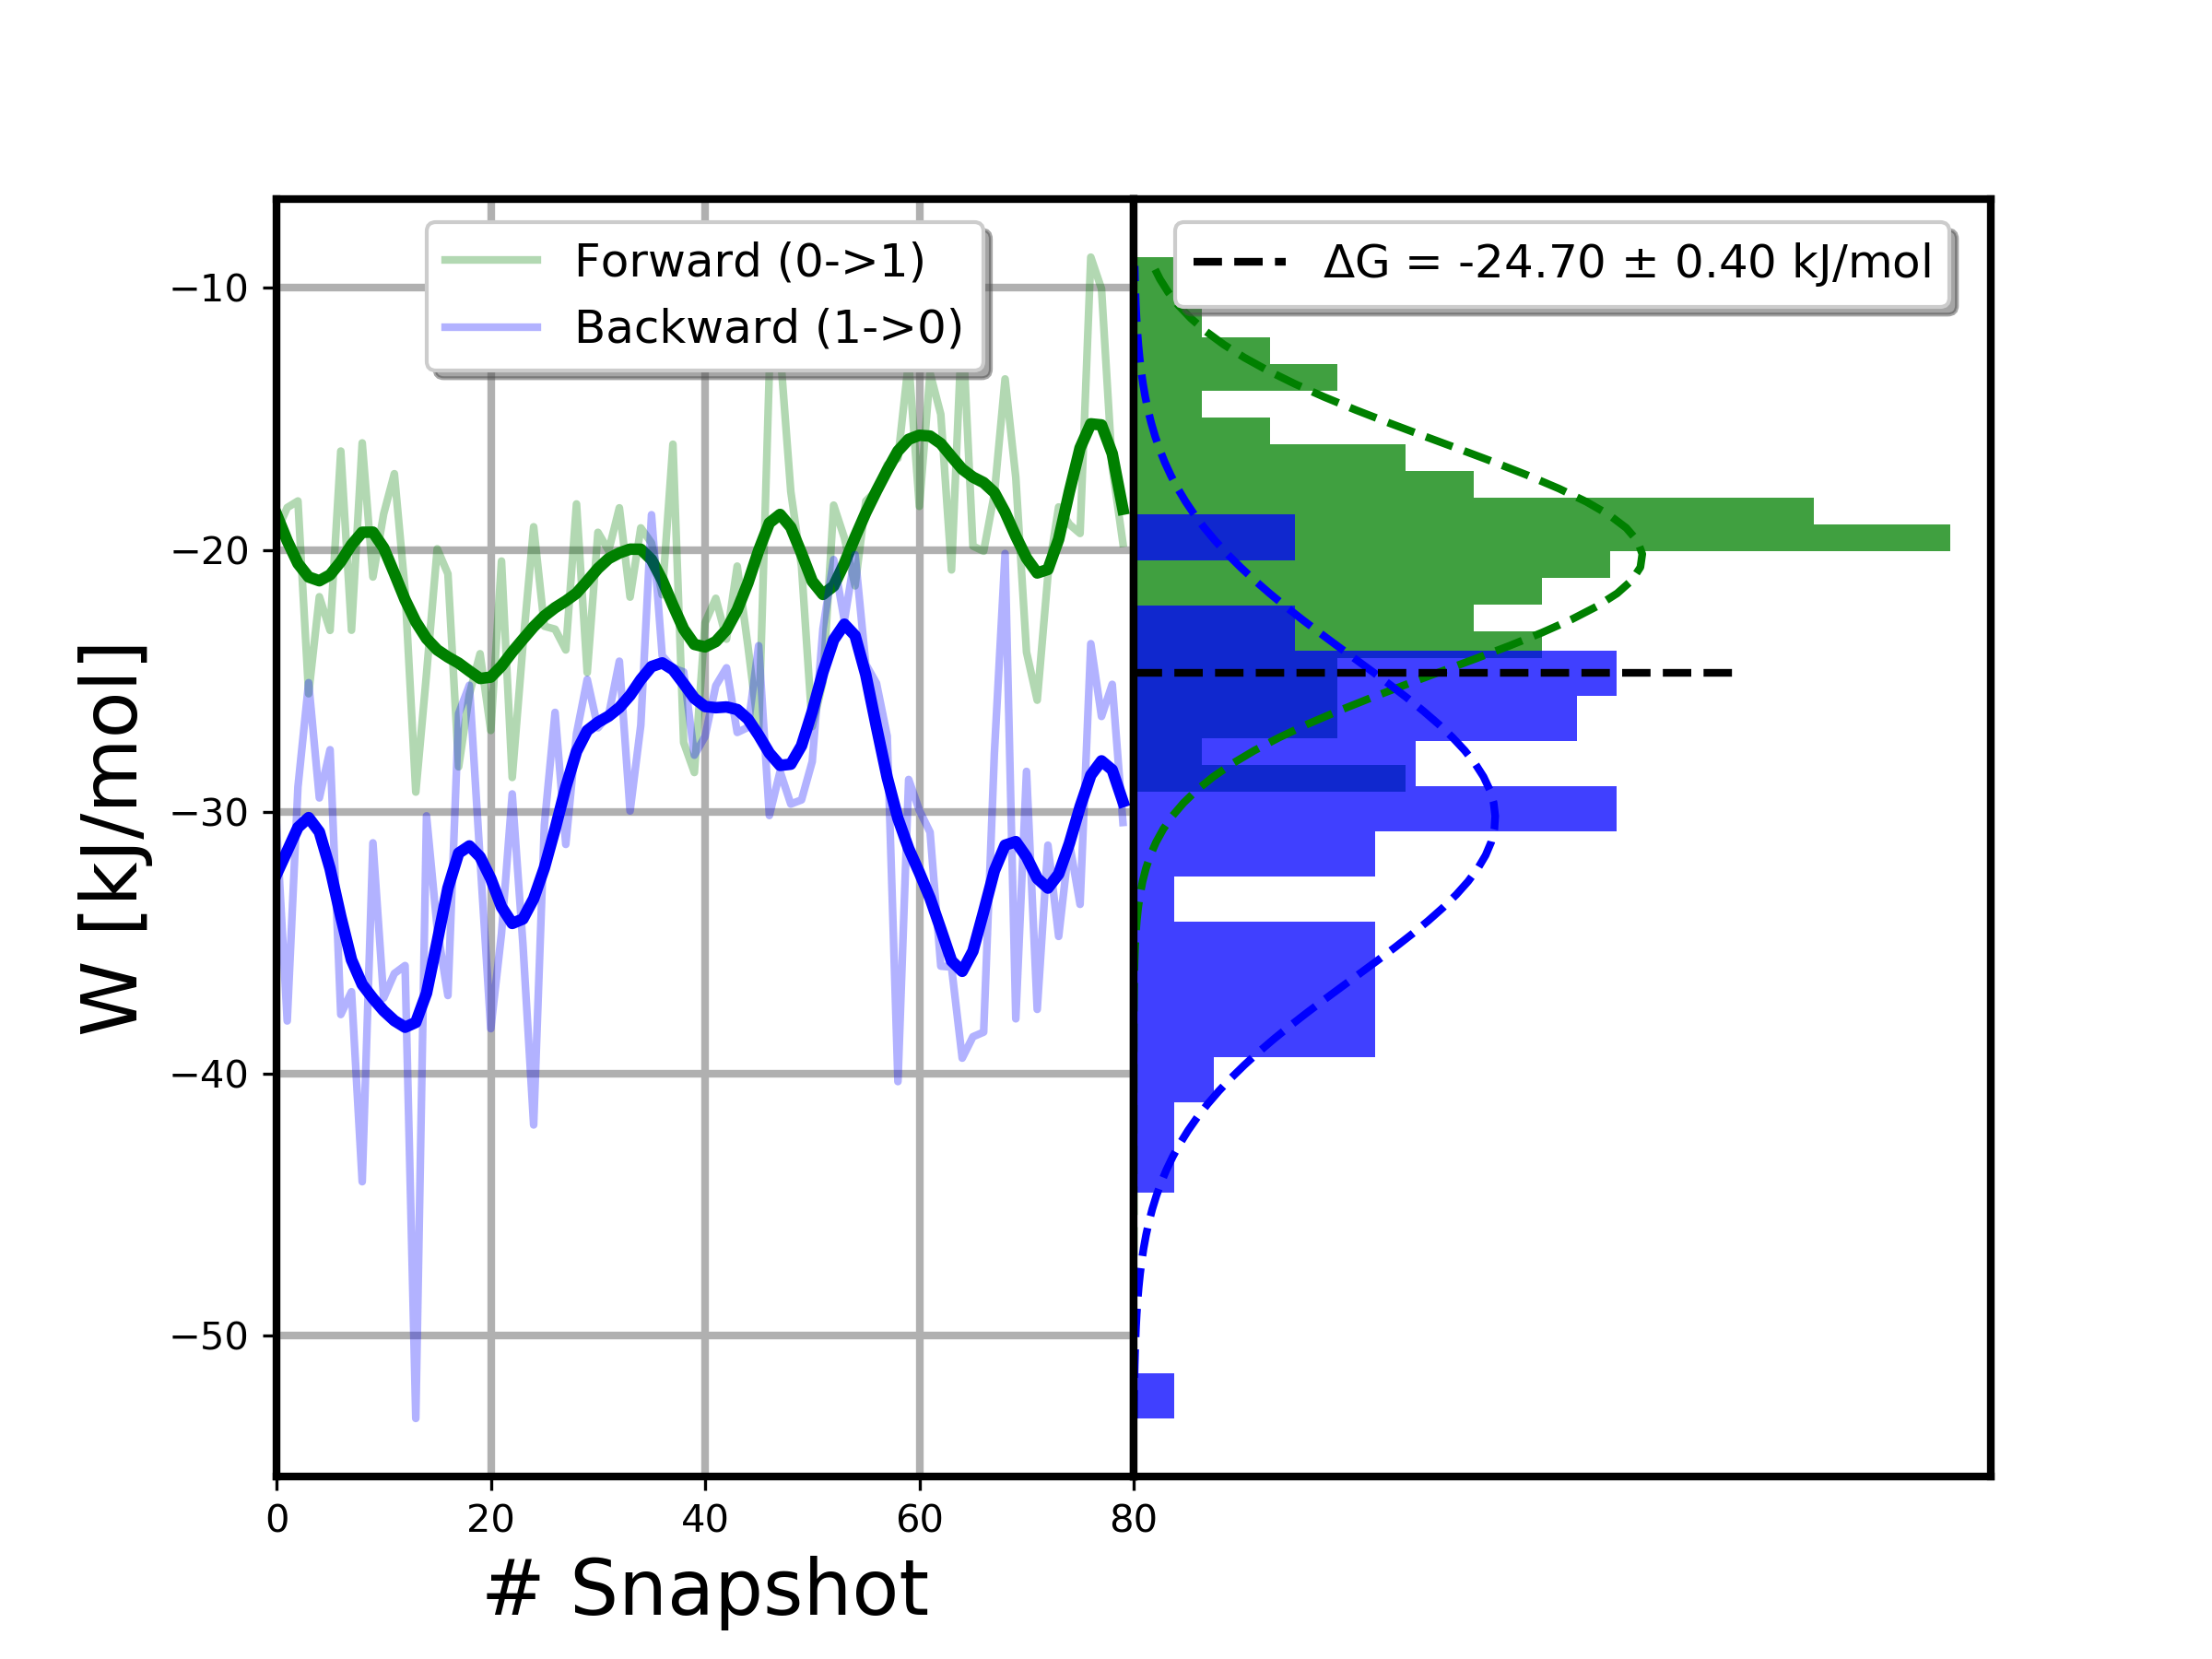 Forward (0->1)
Backward (1->0)
ΔG = -24.70 ± 0.40 kJ/mol
W [kJ/mol]
−10
−20
−30
−40
−50
0 20 40 60 80
# Snapshot